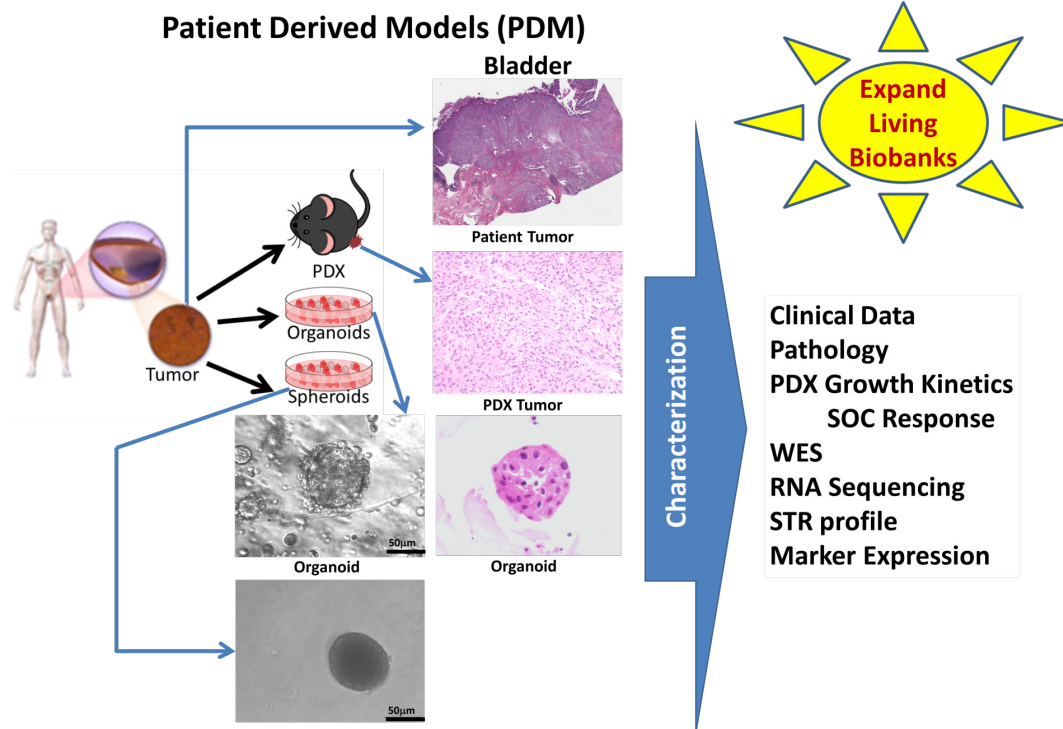 Patient Derived Models (PDM)
Bladder
Expand
Living
Biobanks
Patient Tumor
PDX
Organoids
Tumor
Spheroids
PDX Tumor
50μm
Organoid
Organoid
50μm
Characterization
Clinical Data
Pathology
PDX Growth Kinetics
SOC Response
WES
RNA Sequencing
STR profile
Marker Expression